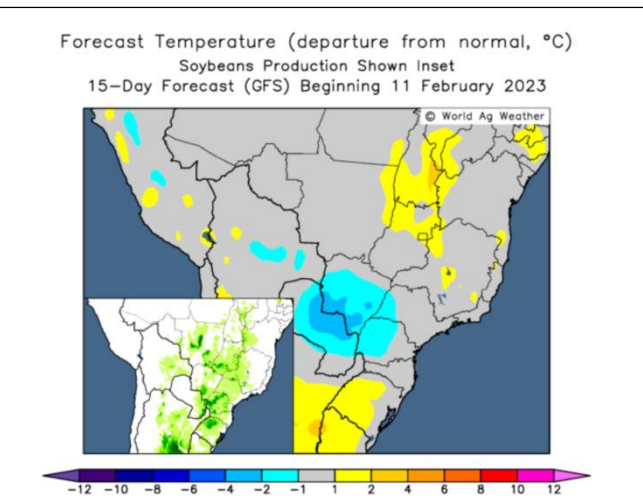 Forecast Temperature (departure from normal, °C)
Soybeans Production Shown Inset
15-Day Forecast (GFS) Beginning 11 February 2023
© World Ag Weather
-12 -10 -8 -6 -4 -2 -1 1 2 4 6 8 10 12